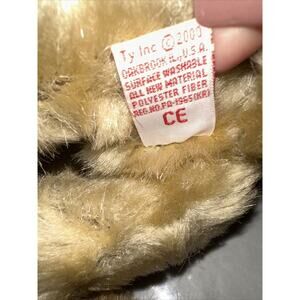 Ty Inc © 2000
OAKBROOK IL, U.S.A.
SURFACE WASHABLE
ALL NEW MATERIAL
POLYESTER FIBER
REG.NO.PA-1965(KR)
CE